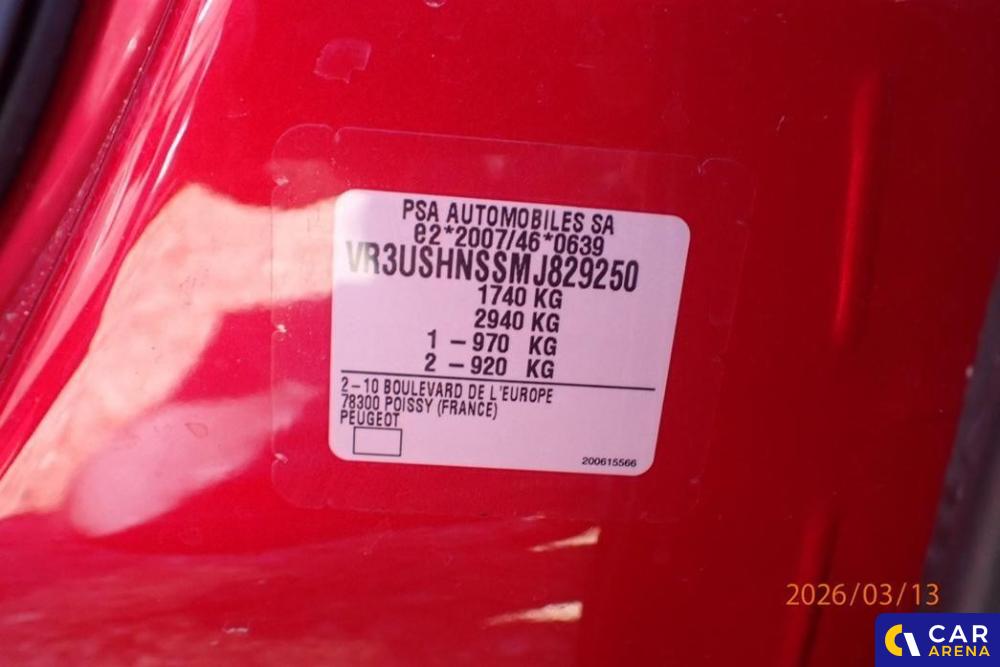 PSA AUTOMOBILES SA
e2*2007/46*0639
VR3USHNSSMJ829250
1740 KG
2940 KG
1 – 970 KG
2 – 920 KG
2–10 BOULEVARD DE L'EUROPE
78300 POISSY (FRANCE)
PEUGEOT
200615566
2026/03/13
CAR
ARENA